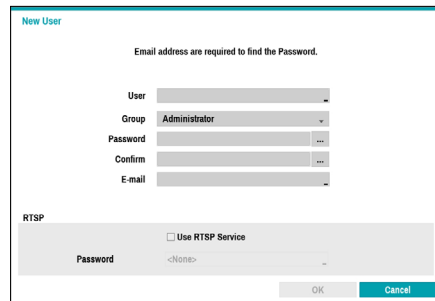 New User
Email address are required to find the Password.
User
Group Administrator
Password ...
Confirm ...
E-mail
RTSP
Use RTSP Service
Password <None>
OK Cancel